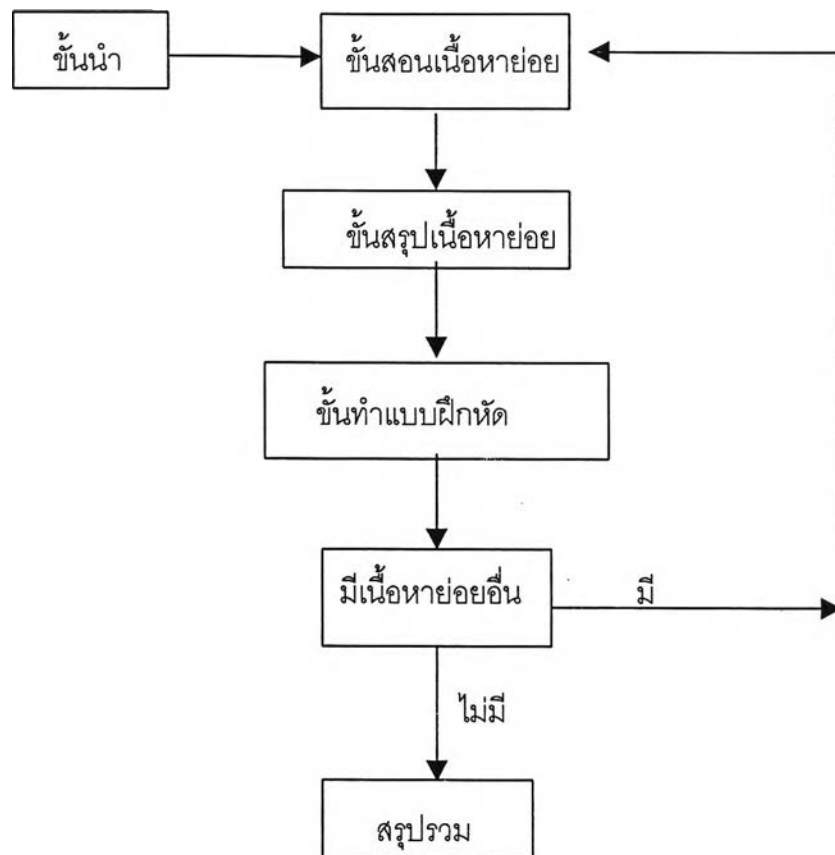 ขั้นนำ
ขั้นสอนเนื้อหาย่อย
ขั้นสรุปเนื้อหาย่อย
ขั้นทำแบบฝึกหัด
มีเนื้อหาย่อยอื่น
มี
ไม่มี
สรุปรวม